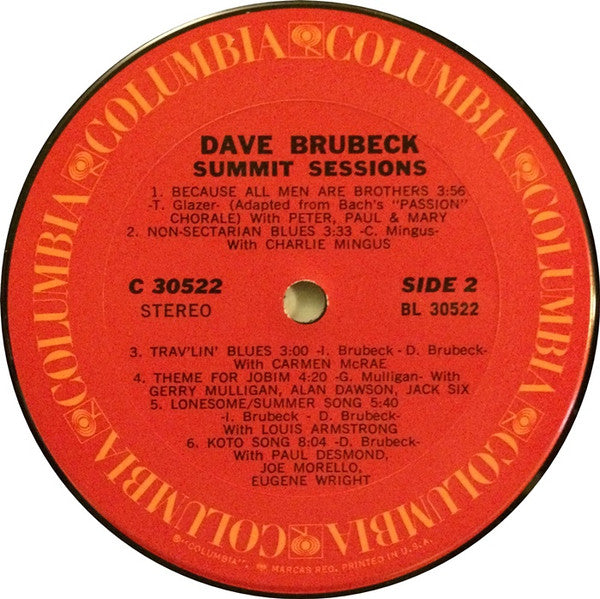 COLUMBIA COLUMBIA COLUMBIA COLUMBIA COLUMBIA COLUMBIA
DAVE BRUBECK
SUMMIT SESSIONS
1. BECAUSE ALL MEN ARE BROTHERS 3:56
-T. Glazer- (Adapted from Bach's "PASSION"
CHORALE) With PETER, PAUL & MARY
2. NON-SECTARIAN BLUES 3:33 -C. Mingus-
With CHARLIE MINGUS
C 30522
STEREO
SIDE 2
BL 30522
3. TRAV'LIN' BLUES 3:00 -I. Brubeck - D. Brubeck-
With CARMEN McRAE
4. THEME FOR JOBIM 4:20 -G. Mulligan- With
GERRY MULLIGAN, ALAN DAWSON, JACK SIX
5. LONESOME/SUMMER SONG 5:40
-I. Brubeck - D. Brubeck-
With LOUIS ARMSTRONG
6. KOTO SONG 8:04 -D. Brubeck-
With PAUL DESMOND,
JOE MORELLO,
EUGENE WRIGHT
® "COLUMBIA", MARCAS REG. PRINTED IN U.S.A.